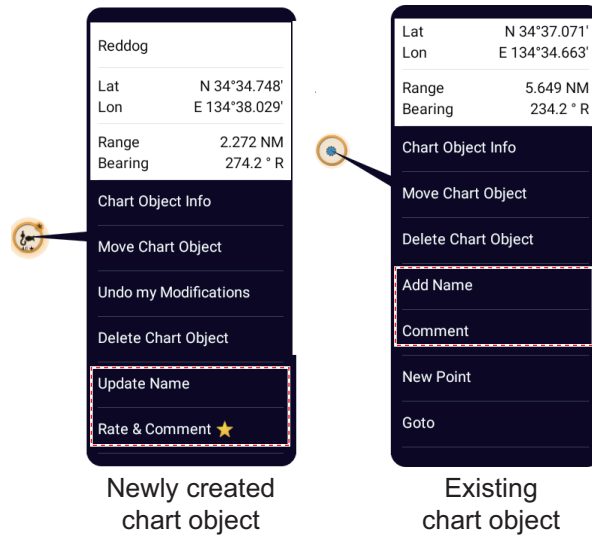 Reddog
Lat N 34°34.748'
Lon E 134°38.029'
Range 2.272 NM
Bearing 274.2 ° R
Chart Object Info
Move Chart Object
Undo my Modifications
Delete Chart Object
Update Name
Rate & Comment
Newly created
chart object
Lat N 34°37.071'
Lon E 134°34.663'
Range 5.649 NM
Bearing 234.2 ° R
Chart Object Info
Move Chart Object
Delete Chart Object
Add Name
Comment
New Point
Goto
Existing
chart object